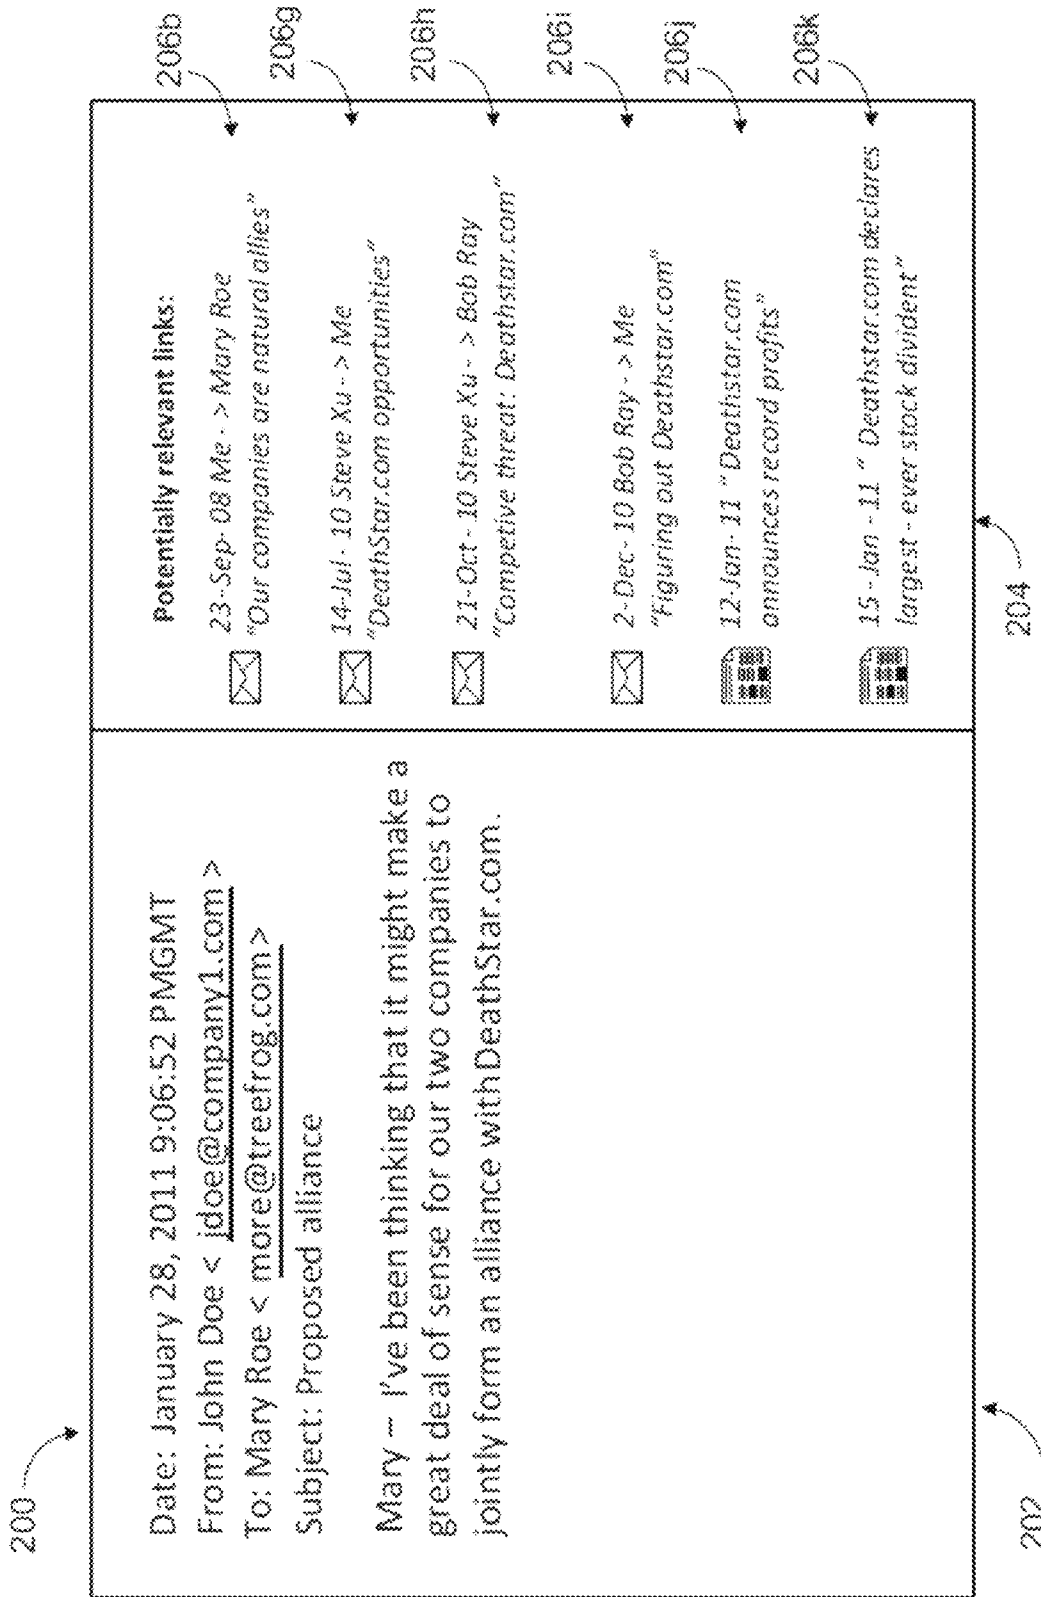 200
Date: January 28, 2011 9:06:52 PMGMT
From: John Doe < jdoe@company1.com >
To: Mary Roe < more@treefrog.com >
Subject: Proposed alliance
Mary – I've been thinking that it might make a
great deal of sense for our two companies to
jointly form an alliance withDeathStar.com.
202
Potentially relevant links:
23-Sep- 08 Me - > Mary Roe
"Our companies are natural allies"
206b
14-Jul- 10 Steve Xu - > Me
"DeathStar.com opportunities"
206g
21-Oct - 10 Steve Xu - > Bob Ray
"Competive threat: Deathstar.com"
206h
2-Dec- 10 Bob Ray - > Me
"Figuring out Deathstar.com"
206i
12-Jan- 11 "Deathstar.com
announces record profits"
206j
15 - Jan - 11 " Deathstar.com declares
largest - ever stock divident"
206k
204